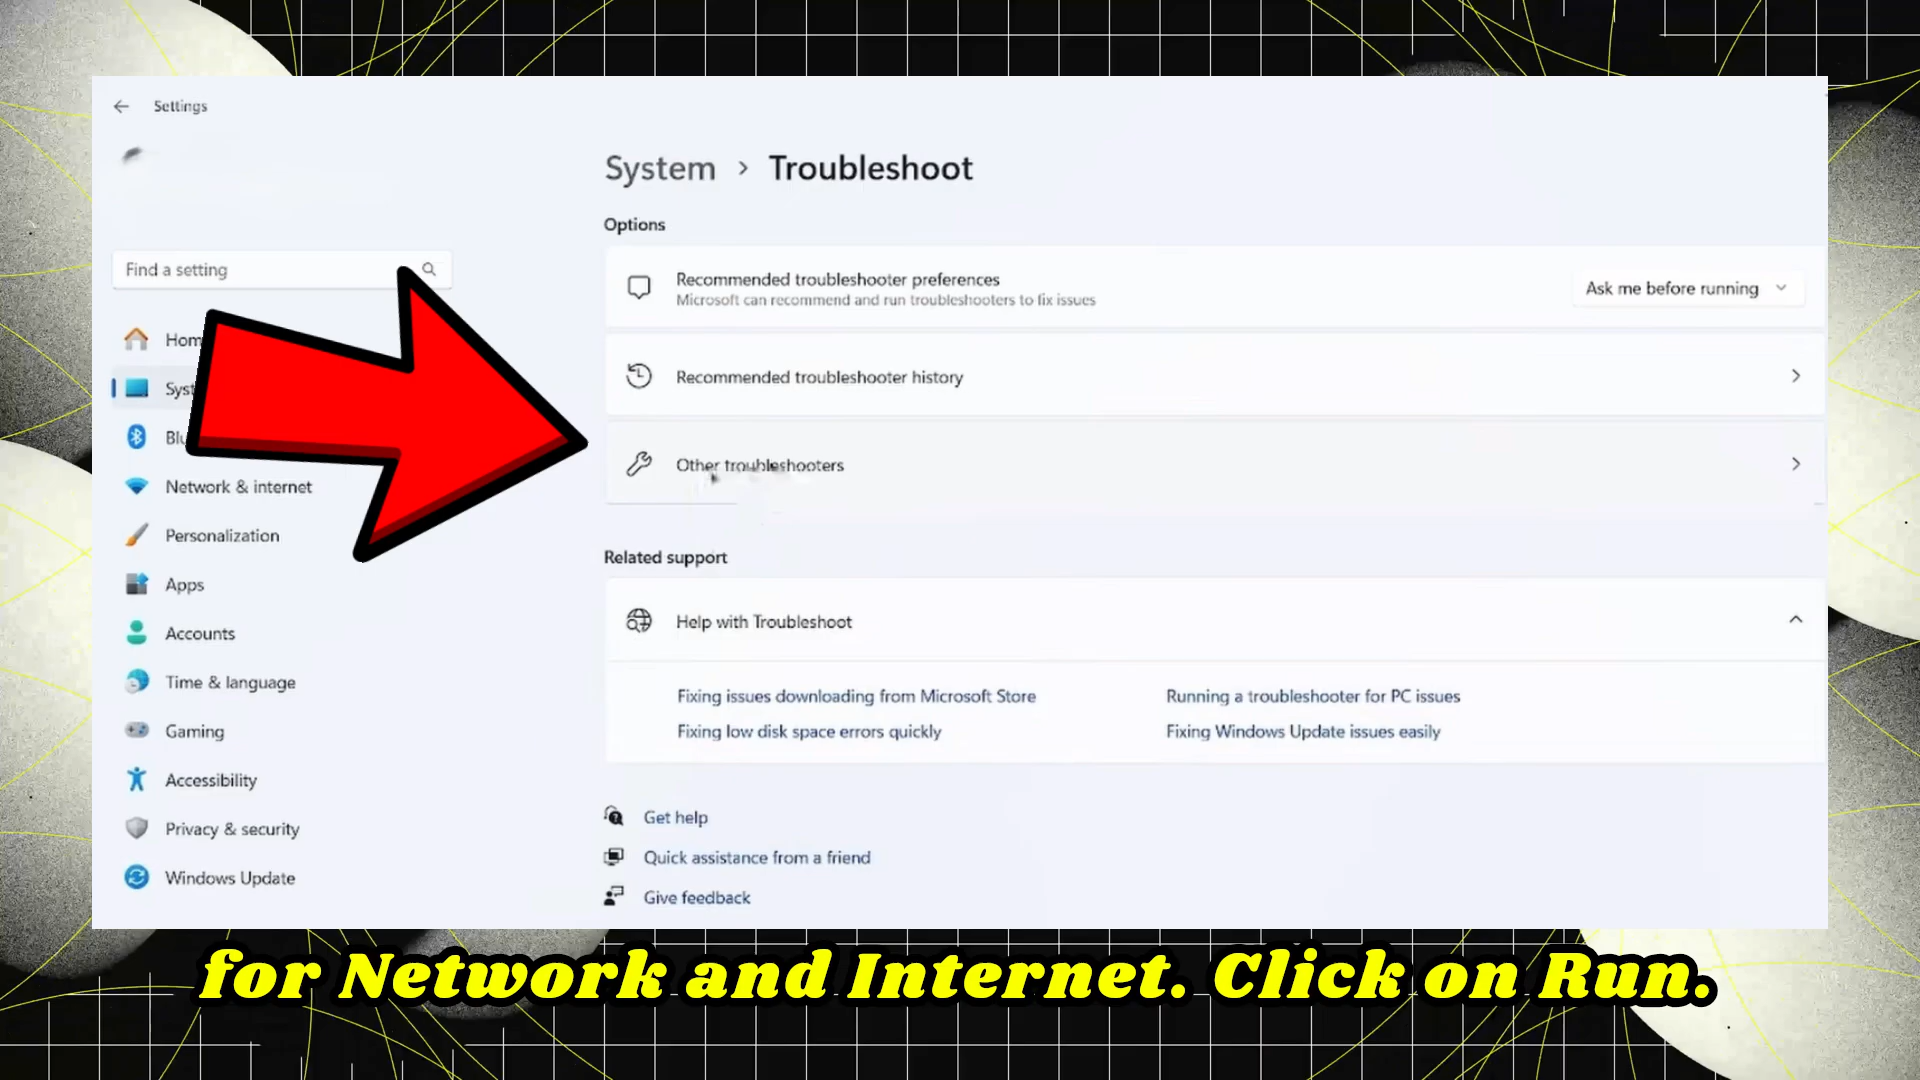 Settings
System > Troubleshoot
Options
Find a setting
Recommended troubleshooter preferences
Microsoft can recommend and run troubleshooters to fix issues
Ask me before running
Recommended troubleshooter history
Other troubleshooters
Network & internet
Personalization
Apps
Accounts
Time & language
Gaming
Accessibility
Privacy & security
Windows Update
Related support
Help with Troubleshoot
Fixing issues downloading from Microsoft Store
Running a troubleshooter for PC issues
Fixing low disk space errors quickly
Fixing Windows Update issues easily
Get help
Quick assistance from a friend
Give feedback
for Network and Internet. Click on Run.